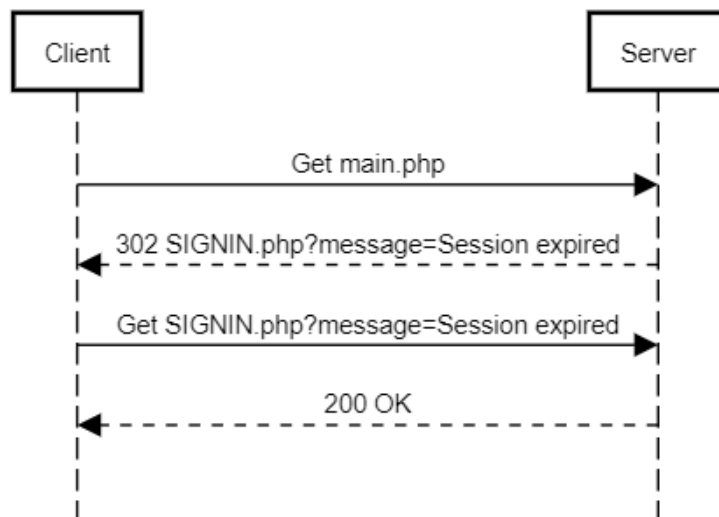 Client
Server
Get main.php
302 SIGNIN.php?message=Session expired
Get SIGNIN.php?message=Session expired
200 OK